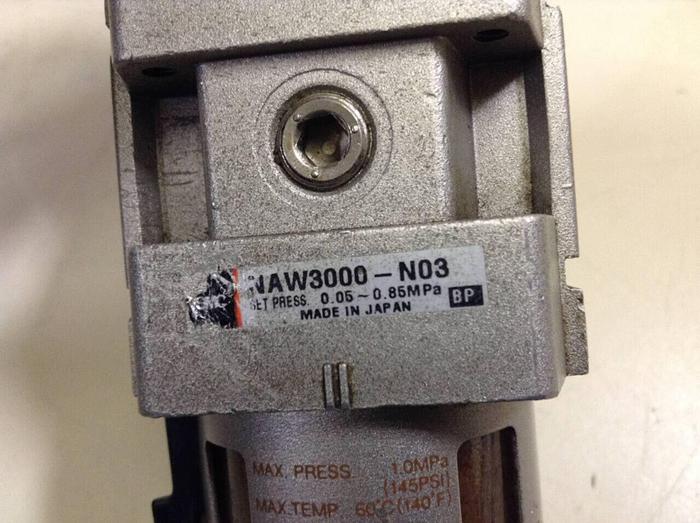 NAW3000-N03
SET PRESS. 0.05~0.85MPa BP
MADE IN JAPAN
MAX. PRESS. 1.0MPa
(145PSI)
MAX.TEMP. 60°C(140°F)